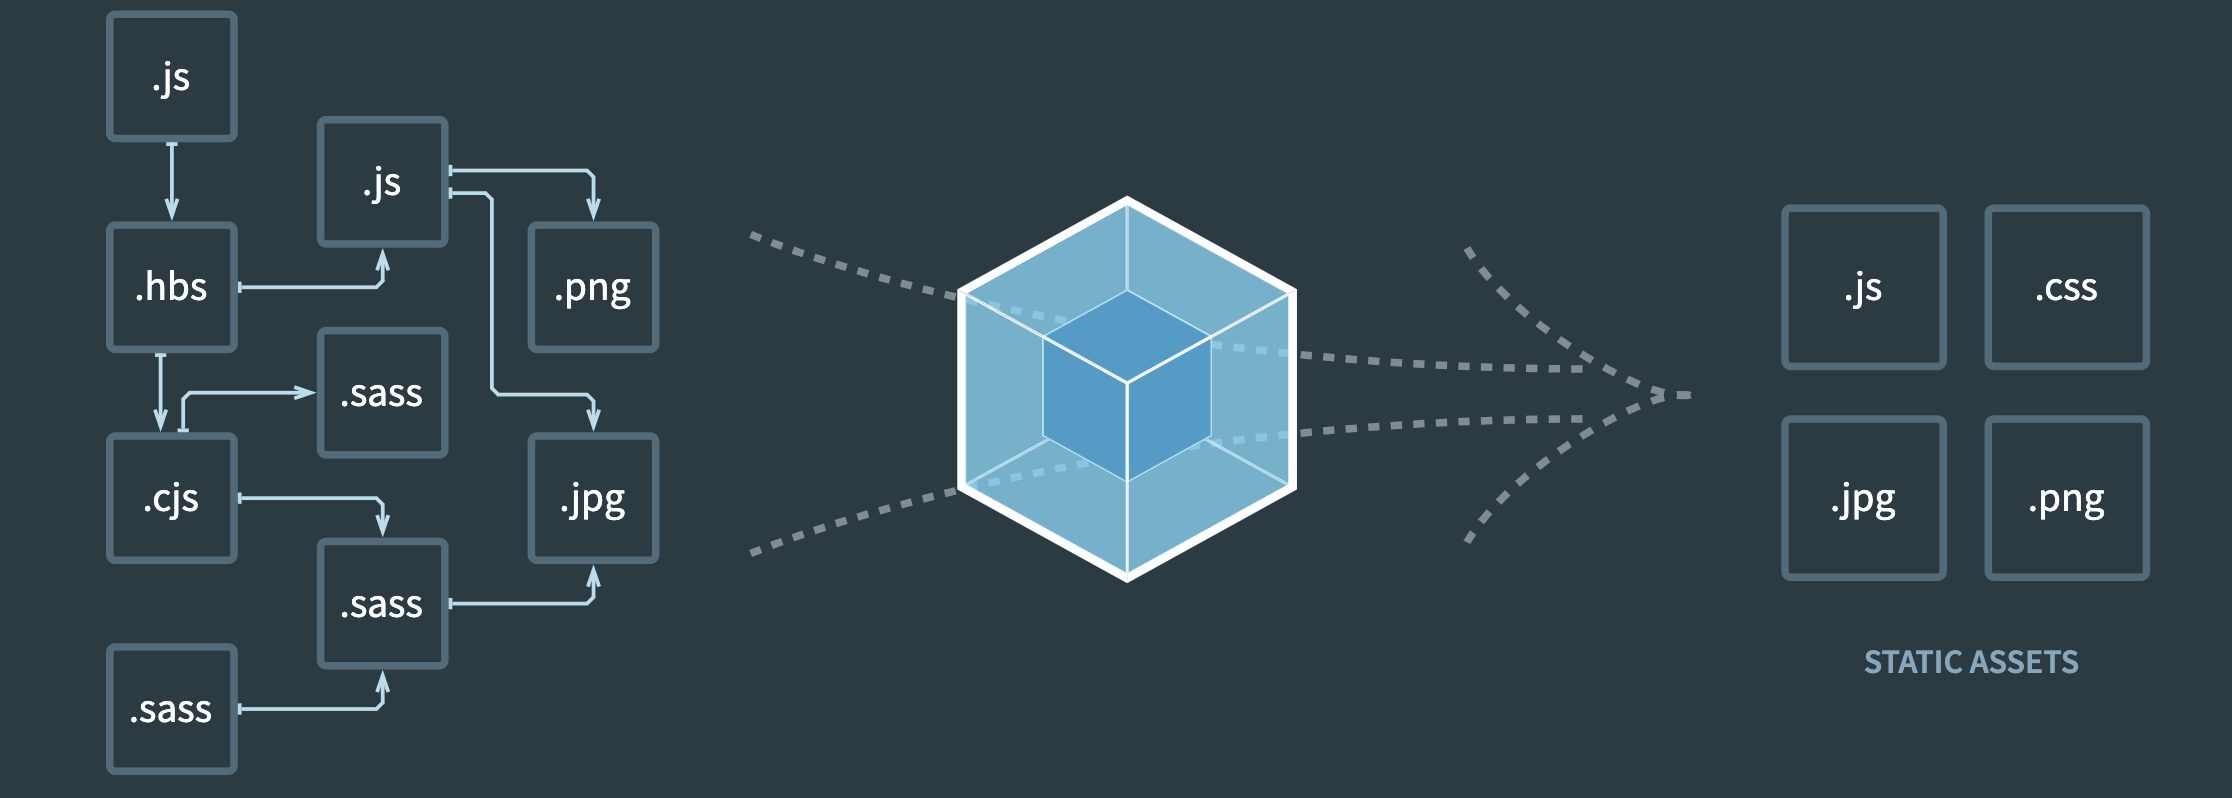 .js
.js
.hbs
.png
.sass
.cjs
.jpg
.sass
.sass
.js
.css
.jpg
.png
STATIC ASSETS